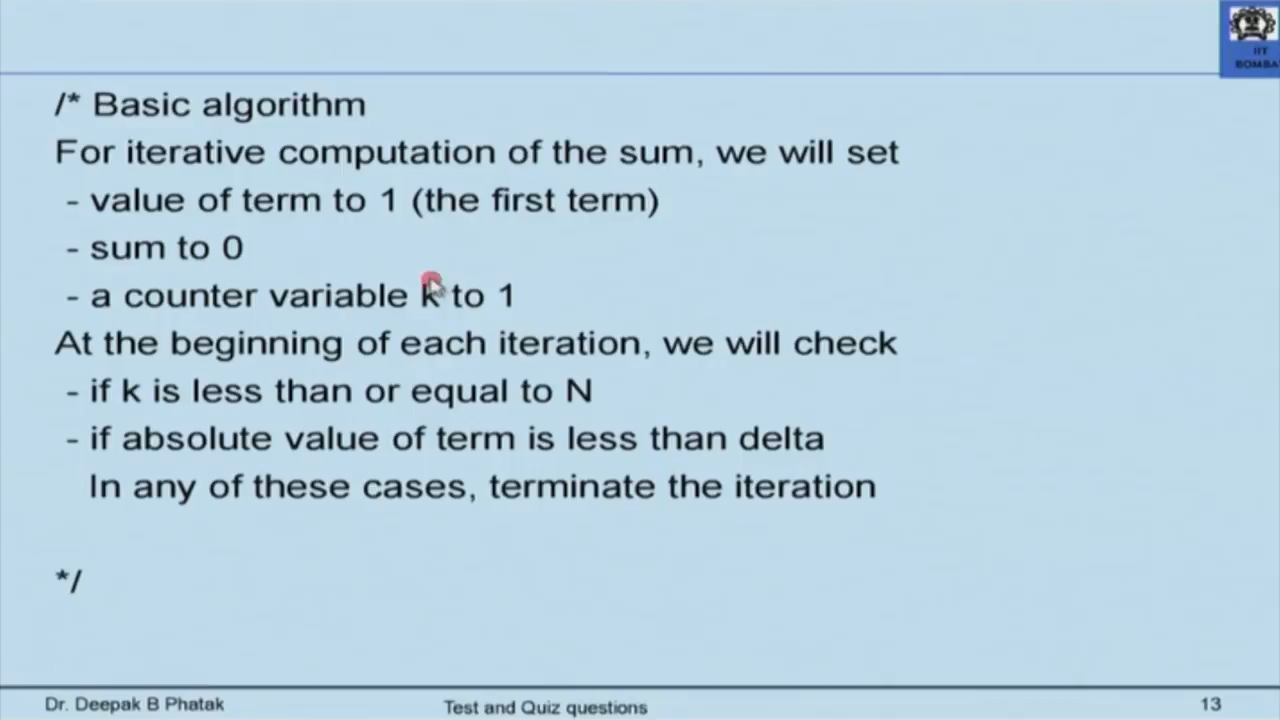 IIT
BOMBA
/* Basic algorithm
For iterative computation of the sum, we will set
- value of term to 1 (the first term)
- sum to 0
- a counter variable k to 1
At the beginning of each iteration, we will check
- if k is less than or equal to N
- if absolute value of term is less than delta
In any of these cases, terminate the iteration
*/
Dr. Deepak B Phatak
Test and Quiz questions
13